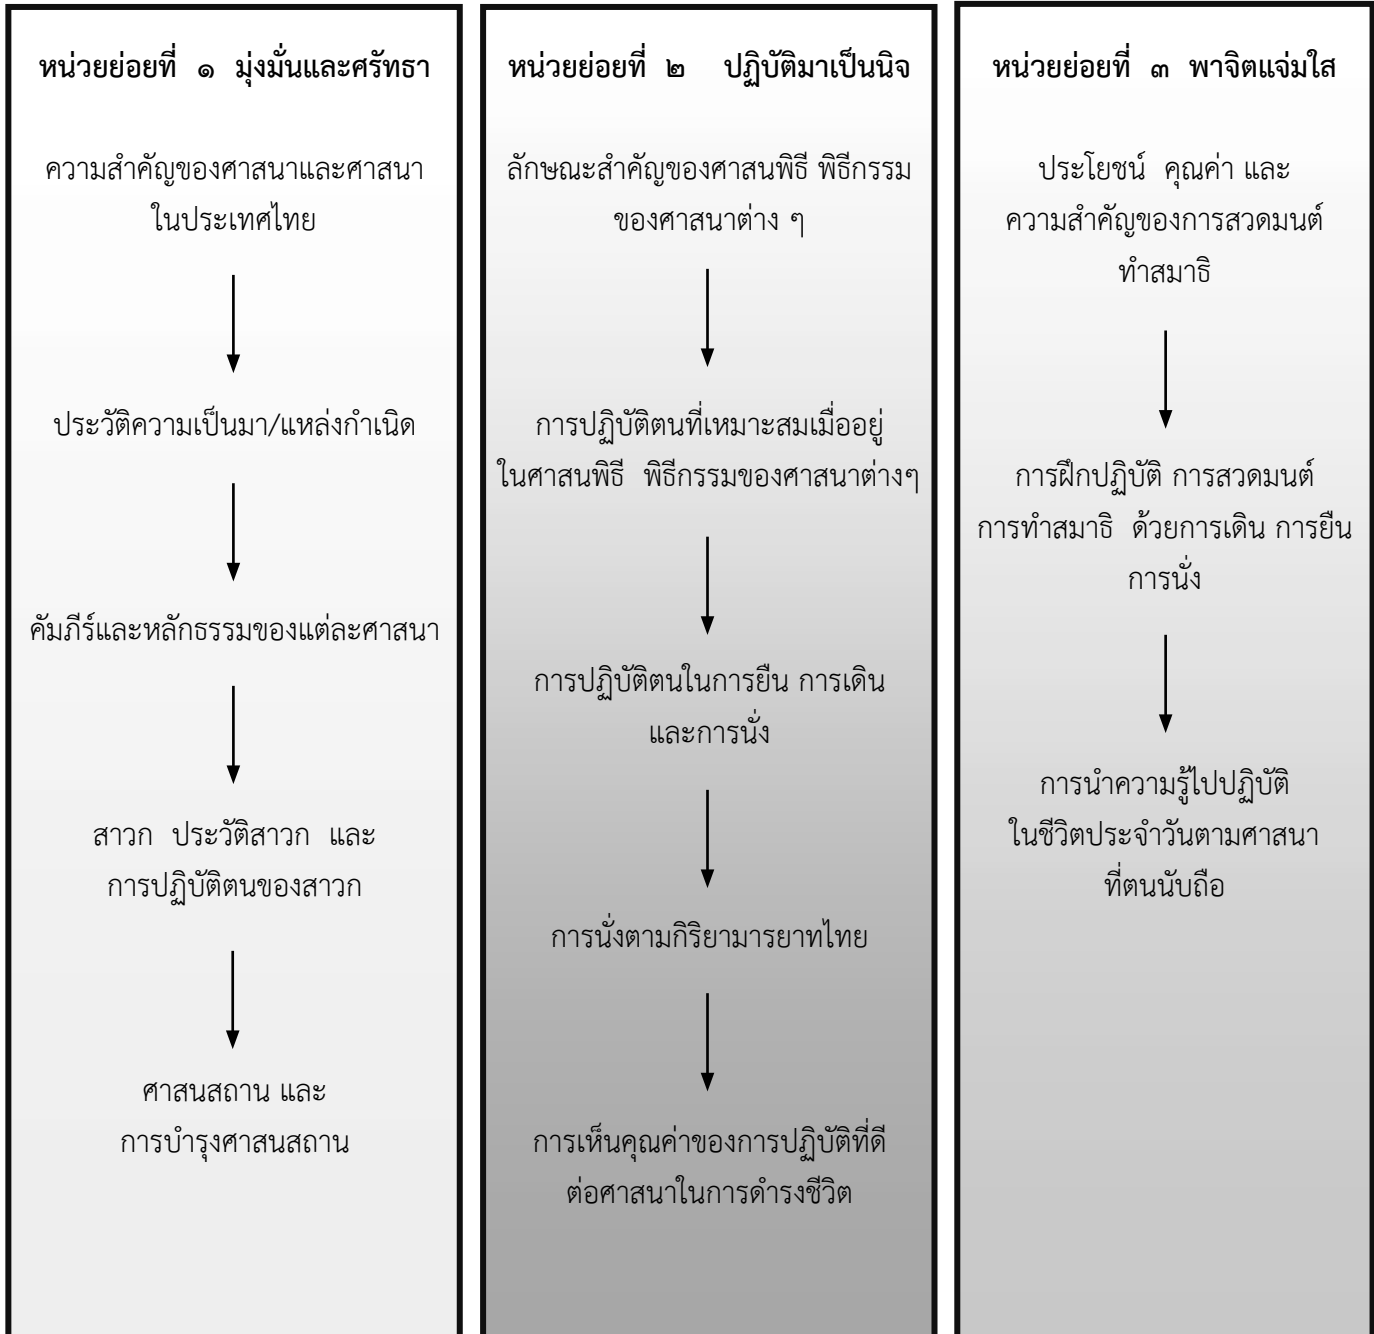 หน่วยย่อยที่ ๑ มุ่งมั่นและศรัทธา
ความสำคัญของศาสนาและศาสนา
ในประเทศไทย
ประวัติความเป็นมา/แหล่งกำเนิด
คัมภีร์และหลักธรรมของแต่ละศาสนา
สาวก ประวัติสาวก และ
การปฏิบัติตนของสาวก
ศาสนสถาน และ
การบำรุงศาสนสถาน
หน่วยย่อยที่ ๒ ปฏิบัติมาเป็นนิจ
ลักษณะสำคัญของศาสนพิธี พิธีกรรม
ของศาสนาต่าง ๆ
การปฏิบัติตนที่เหมาะสมเมื่ออยู่
ในศาสนพิธี พิธีกรรมของศาสนาต่างๆ
การปฏิบัติตนในการยืน การเดิน
และการนั่ง
การนั่งตามกิริยามารยาทไทย
การเห็นคุณค่าของการปฏิบัติที่ดี
ต่อศาสนาในการดำรงชีวิต
หน่วยย่อยที่ ๓ พาจิตแจ่มใส
ประโยชน์ คุณค่า และ
ความสำคัญของการสวดมนต์
ทำสมาธิ
การฝึกปฏิบัติ การสวดมนต์
การทำสมาธิ ด้วยการเดิน การยืน
การนั่ง
การนำความรู้ไปปฏิบัติ
ในชีวิตประจำวันตามศาสนา
ที่ตนนับถือ